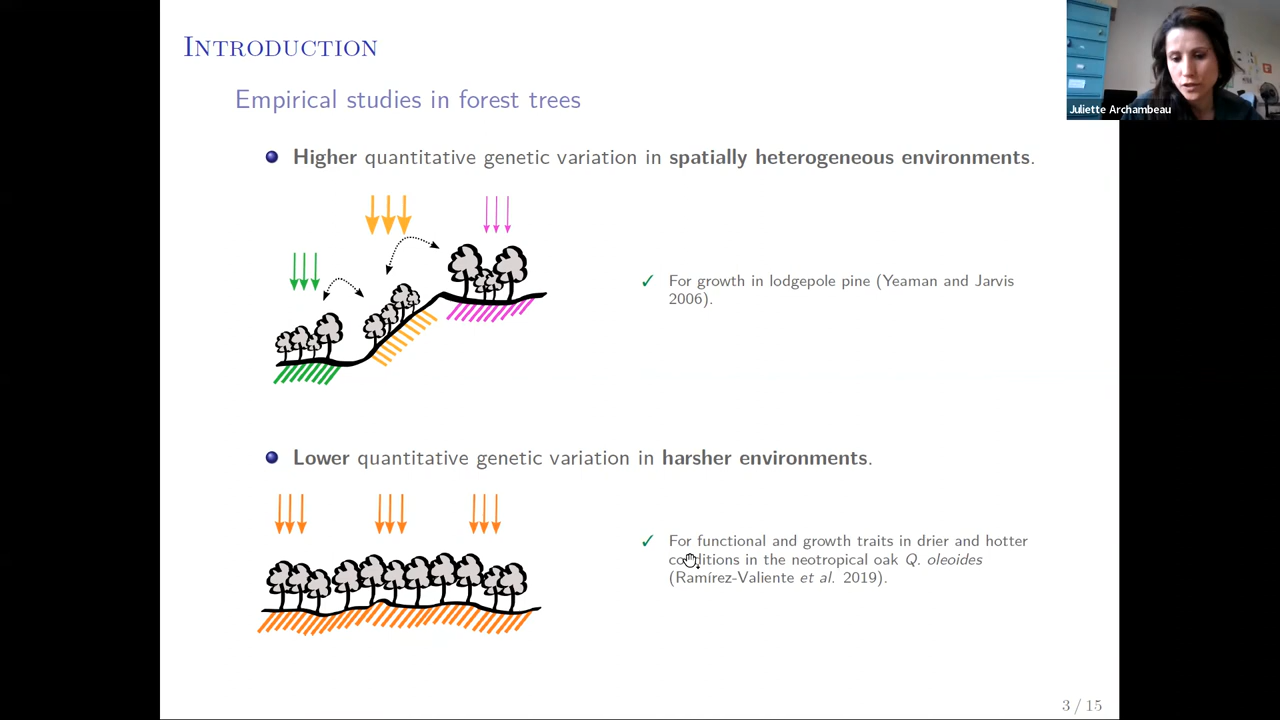 INTRODUCTION
Juliette Archambeau
Empirical studies in forest trees
Higher quantitative genetic variation in spatially heterogeneous environments.
✓ For growth in lodgepole pine (Yeaman and Jarvis
2006).
Lower quantitative genetic variation in harsher environments.
✓ For functional and growth traits in drier and hotter
conditions in the neotropical oak Q. oleoides
(Ramírez-Valiente et al. 2019).
3 / 15